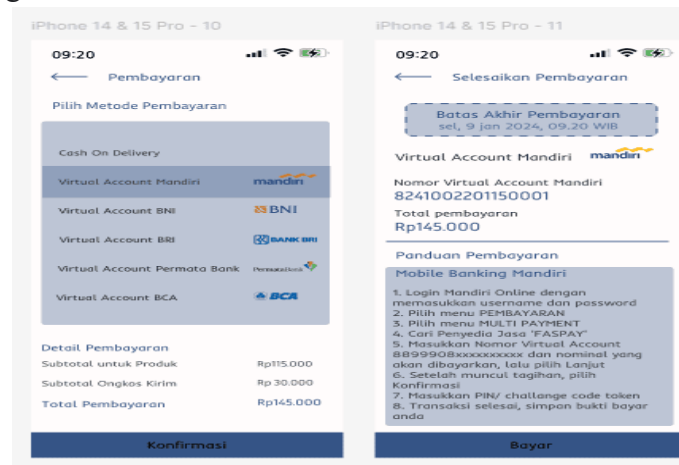 iPhone 14 & 15 Pro - 10
09:20
Pembayaran
Pilih Metode Pembayaran
Cash On Delivery
Virtual Account Mandiri mandiri
Virtual Account BNI BNI
Virtual Account BRI BANK BRI
Virtual Account Permata Bank PermataBank
Virtual Account BCA BCA
Detail Pembayaran
Subtotal untuk Produk Rp115.000
Subtotal Ongkos Kirim Rp 30.000
Total Pembayaran Rp145.000
Konfirmasi
iPhone 14 & 15 Pro - 11
09:20
Selesaikan Pembayaran
Batas Akhir Pembayaran
sel, 9 jan 2024, 09.20 WIB
Virtual Account Mandiri mandiri
Nomor Virtual Account Mandiri
8241002201150001
Total pembayaran
Rp145.000
Panduan Pembayaran
Mobile Banking Mandiri
1. Login Mandiri Online dengan
memasukkan username dan password
2. Pilih menu PEMBAYARAN
3. Pilih menu MULTI PAYMENT
4. Cari Penyedia Tagihan 'FASPAY'
5. Masukkan Nomor Virtual Account
8899908xxxxxxxxxx dan nominal yang
akan dibayarkan, lalu pilih Lanjut
6. Setelah muncul tagihan, pilih
Konfirmasi
7. Masukkan PIN/ challange code token
8. Transaksi selesai, simpan bukti bayar
anda
Bayar